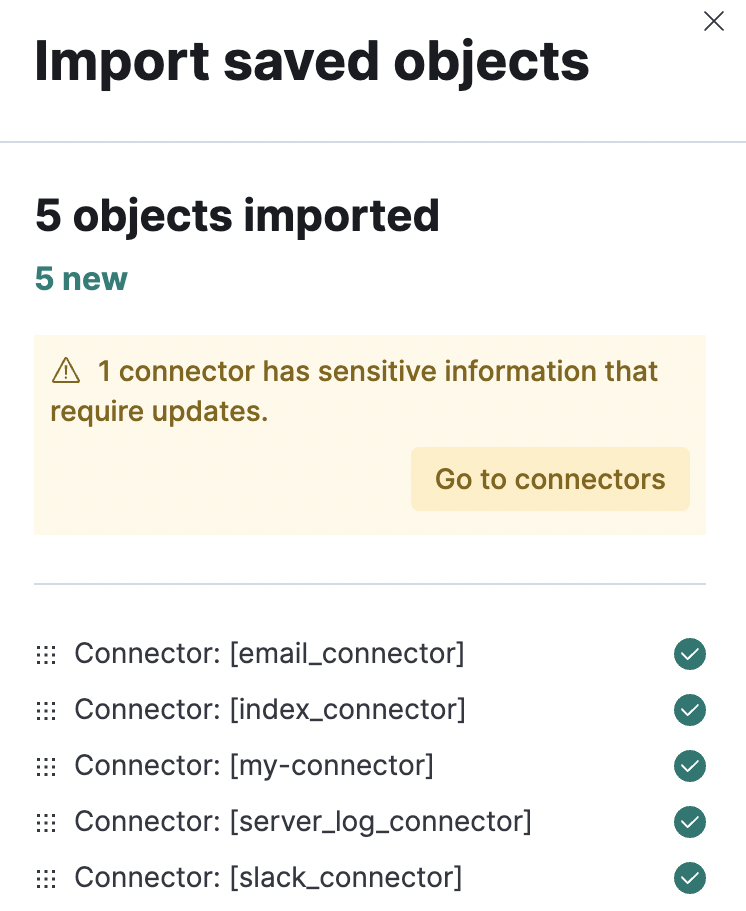 Import saved objects
5 objects imported
5 new
1 connector has sensitive information that
require updates.
Go to connectors
Connector: [email_connector]
Connector: [index_connector]
Connector: [my-connector]
Connector: [server_log_connector]
Connector: [slack_connector]